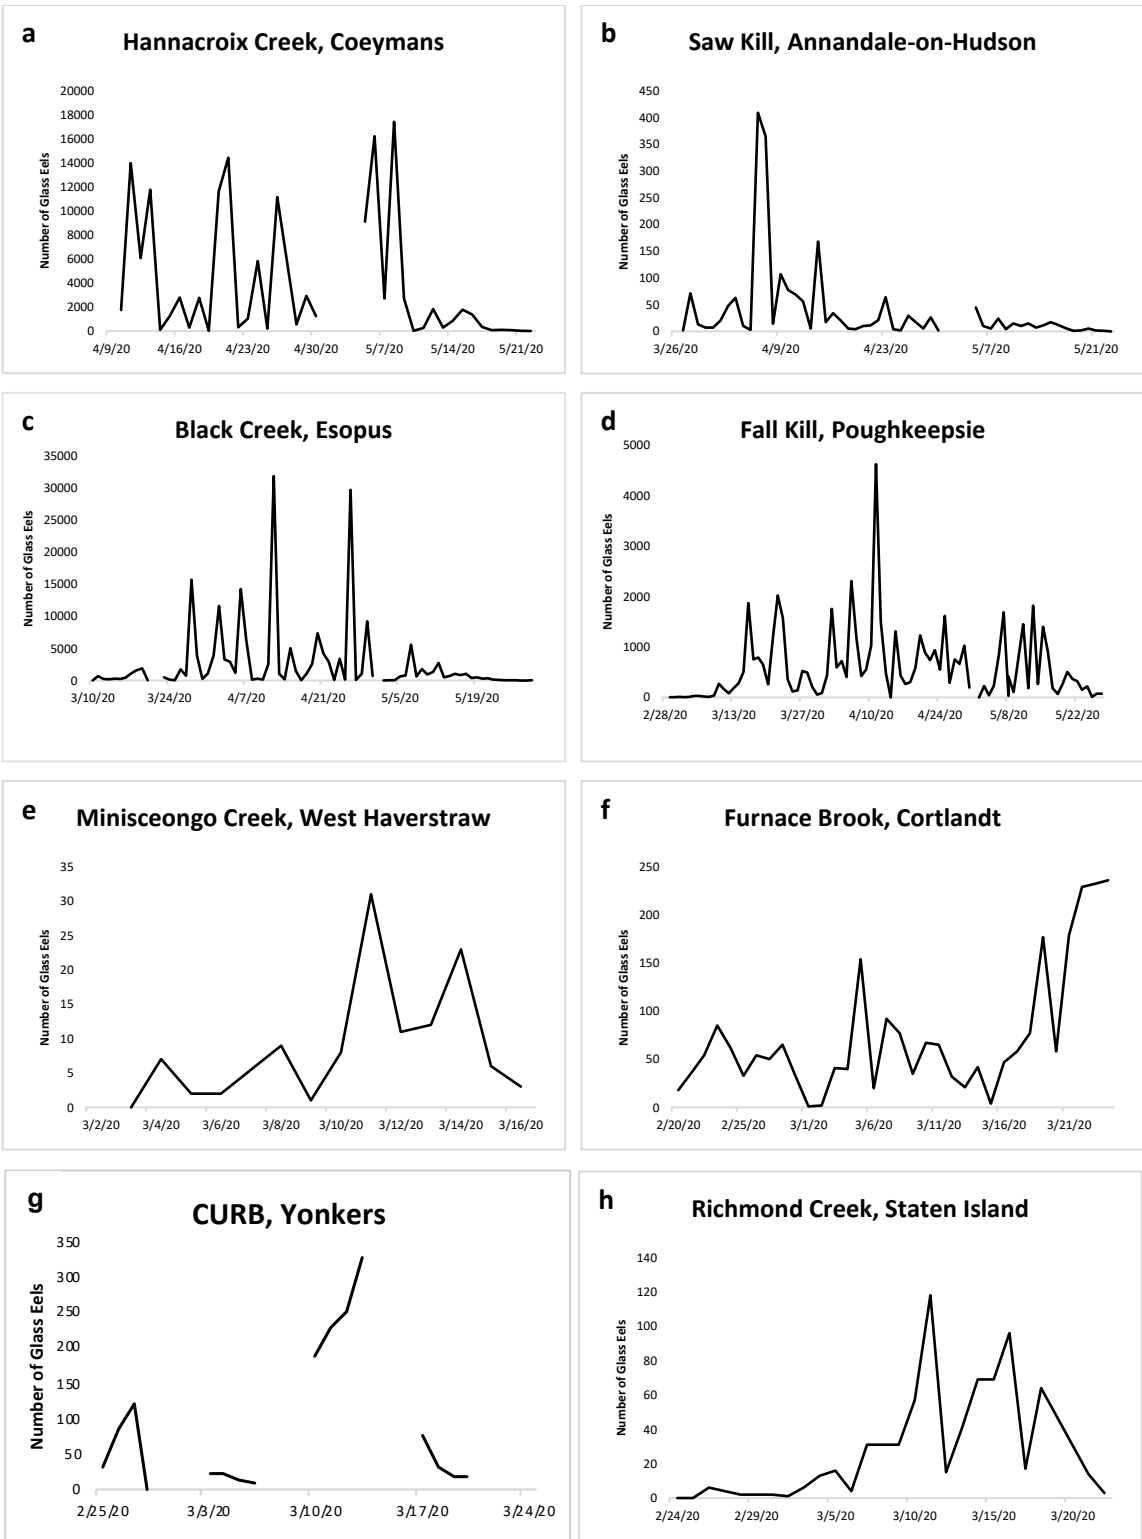 a
Hannacroix Creek, Coeymans
Number of Glass Eels
20000
18000
16000
14000
12000
10000
8000
6000
4000
2000
0
4/9/20 4/16/20 4/23/20 4/30/20 5/7/20 5/14/20 5/21/20
b
Saw Kill, Annandale-on-Hudson
Number of Glass Eels
450
400
350
300
250
200
150
100
50
0
3/26/20 4/9/20 4/23/20 5/7/20 5/21/20
c
Black Creek, Esopus
Number of Glass Eels
35000
30000
25000
20000
15000
10000
5000
0
3/10/20 3/24/20 4/7/20 4/21/20 5/5/20 5/19/20
d
Fall Kill, Poughkeepsie
Number of Glass Eels
5000
4000
3000
2000
1000
0
2/28/20 3/13/20 3/27/20 4/10/20 4/24/20 5/8/20 5/22/20
e
Minisceongo Creek, West Haverstraw
Number of Glass Eels
35
30
25
20
15
10
5
0
3/2/20 3/4/20 3/6/20 3/8/20 3/10/20 3/12/20 3/14/20 3/16/20
f
Furnace Brook, Cortlandt
Number of Glass Eels
250
200
150
100
50
0
2/20/20 2/25/20 3/1/20 3/6/20 3/11/20 3/16/20 3/21/20
g
CURB, Yonkers
Number of Glass Eels
350
300
250
200
150
100
50
0
2/25/20 3/3/20 3/10/20 3/17/20 3/24/20
h
Richmond Creek, Staten Island
Number of Glass Eels
140
120
100
80
60
40
20
0
2/24/20 2/29/20 3/5/20 3/10/20 3/15/20 3/20/20